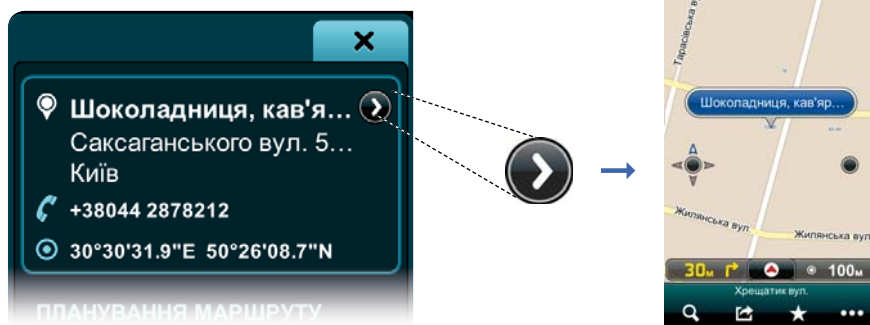 Шоколадниця, кав'я...
Саксаганського вул. 5...
Київ
+38044 2878212
30°30'31.9"E 50°26'08.7"N
ПЛАНУВАННЯ МАРШРУТУ
Тарасівська в
Шоколадниця, кав'яр...
Жилянська вул.
Жилянська вул
30м
100м
Хрещатик вул.